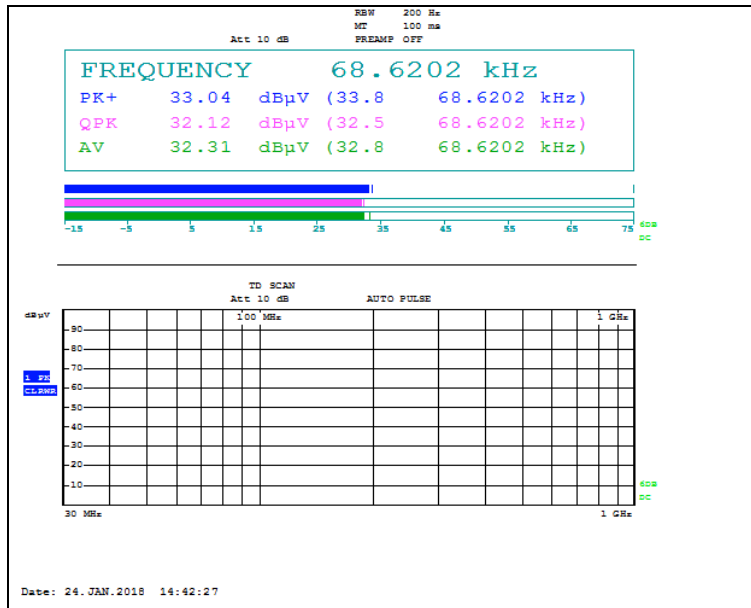 RBW 200 Hz
MT 100 ms
Att 10 dB PREAMP OFF
FREQUENCY 68.6202 kHz
PK+ 33.04 dBµV (33.8 68.6202 kHz)
QPK 32.12 dBµV (32.5 68.6202 kHz)
AV 32.31 dBµV (32.8 68.6202 kHz)
-15 -5 5 15 25 35 45 55 65 75
6DB
DC
TD SCAN
Att 10 dB AUTO PULSE
dBµV
100 MHz 1 GHz
90
80
70
1 PK
60
CLRWR
50
40
30
20
10
6DB
DC
30 MHz 1 GHz
Date: 24.JAN.2018 14:42:27